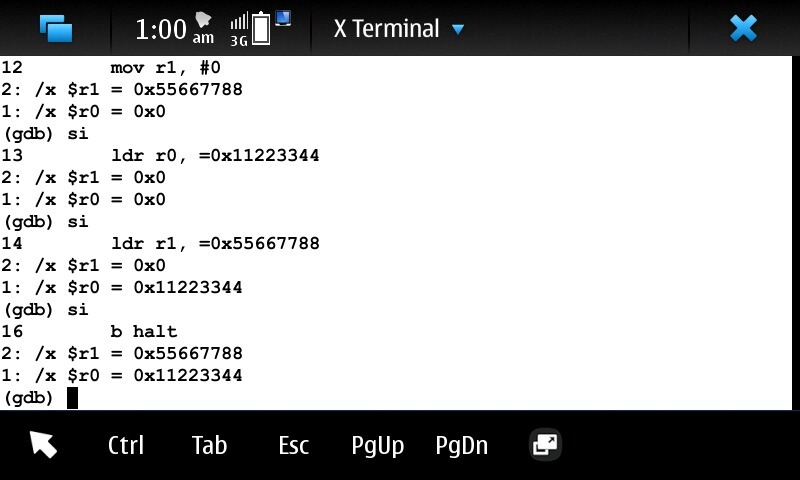 1:00 am 3G X Terminal
12 mov r1, #0
2: /x $r1 = 0x55667788
1: /x $r0 = 0x0
(gdb) si
13 ldr r0, =0x11223344
2: /x $r1 = 0x0
1: /x $r0 = 0x0
(gdb) si
14 ldr r1, =0x55667788
2: /x $r1 = 0x0
1: /x $r0 = 0x11223344
(gdb) si
16 b halt
2: /x $r1 = 0x55667788
1: /x $r0 = 0x11223344
(gdb)
Ctrl Tab Esc PgUp PgDn